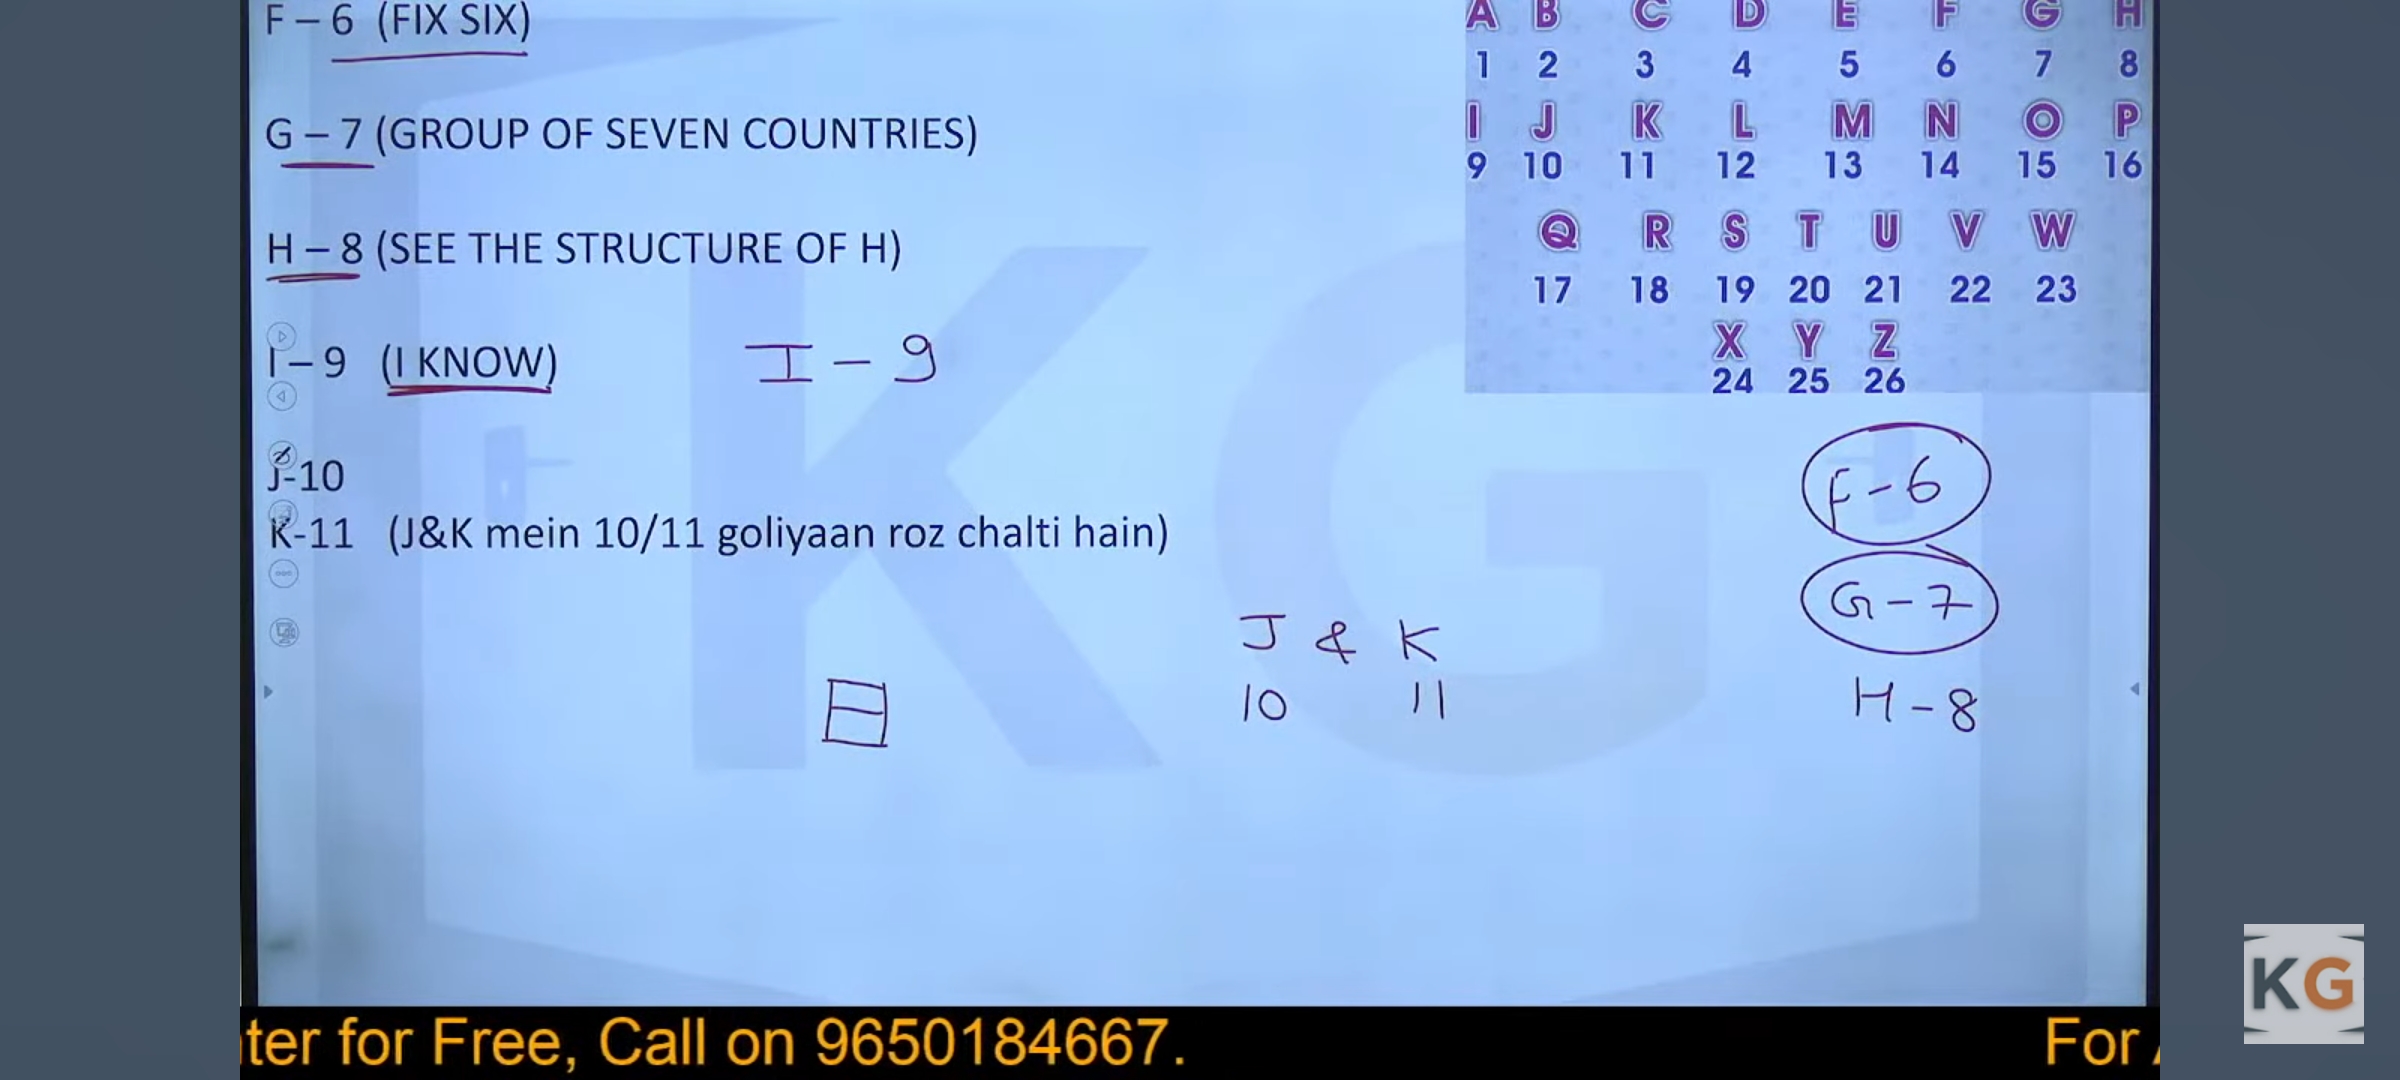 F – 6 (FIX SIX)
G – 7 (GROUP OF SEVEN COUNTRIES)
H – 8 (SEE THE STRUCTURE OF H)
I – 9 (I KNOW)
I – 9
J-10
K-11 (J&K mein 10/11 goliyaan roz chalti hain)
J & K
10 11
A B C D E F G H
1 2 3 4 5 6 7 8
I J K L M N O P
9 10 11 12 13 14 15 16
Q R S T U V W
17 18 19 20 21 22 23
X Y Z
24 25 26
F – 6
G – 7
H – 8
KG
ter for Free, Call on 9650184667.
For
KG